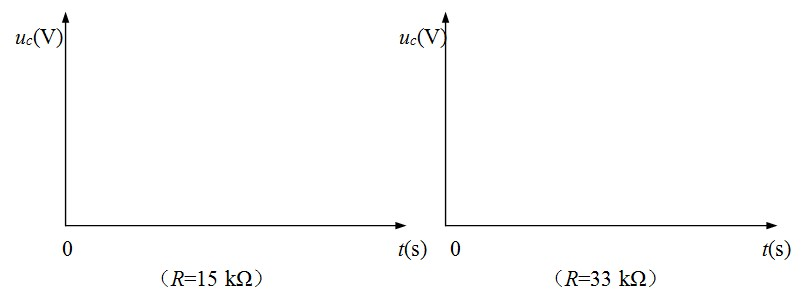 uc(V)
uc(V)
0
t(s)
0
t(s)
（R=15 kΩ）
（R=33 kΩ）